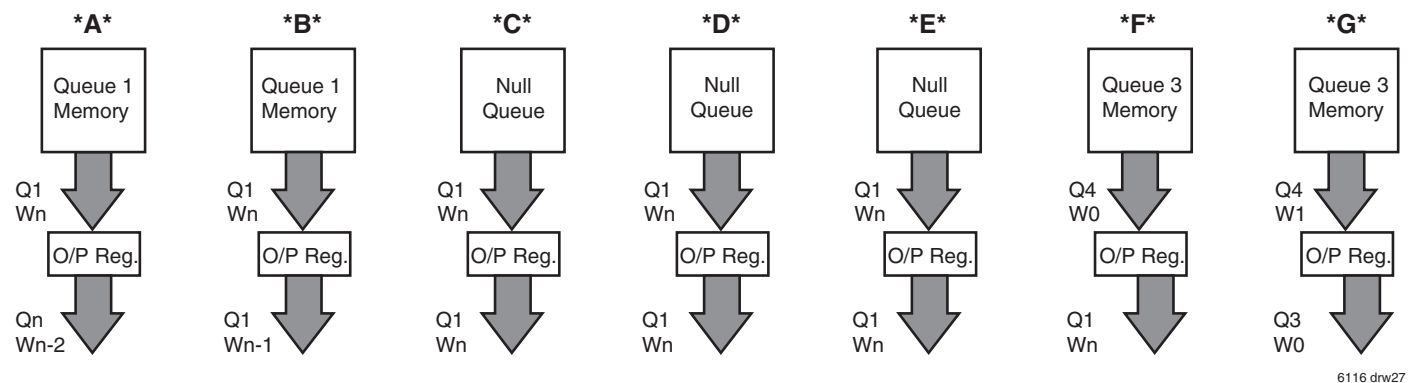 *A*
*B*
*C*
*D*
*E*
*F*
*G*
Queue 1
Memory
Queue 1
Memory
Null
Queue
Null
Queue
Null
Queue
Queue 3
Memory
Queue 3
Memory
Q1
Wn
Q1
Wn
Q1
Wn
Q1
Wn
Q1
Wn
Q4
W0
Q4
W1
O/P Reg.
O/P Reg.
O/P Reg.
O/P Reg.
O/P Reg.
O/P Reg.
O/P Reg.
Qn
Wn-2
Q1
Wn-1
Q1
Wn
Q1
Wn
Q1
Wn
Q1
Wn
Q3
W0
6116 drw27